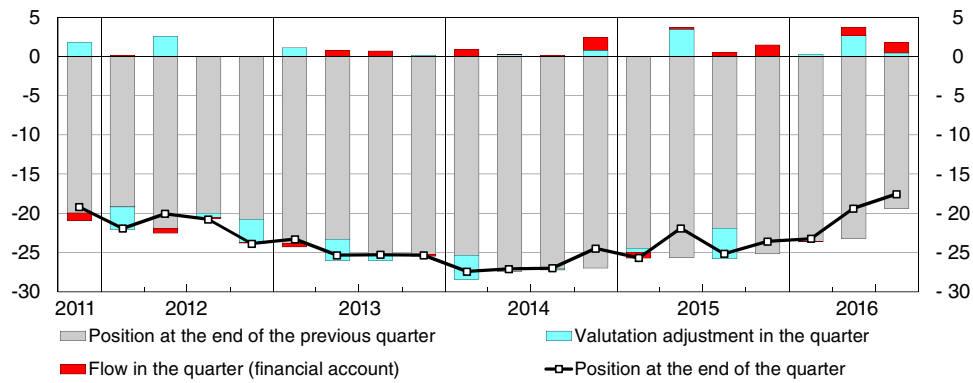 5 5
0 0
-5 - 5
-10 - 10
-15 - 15
-20 - 20
-25 - 25
-30 - 30
2011 2012 2013 2014 2015 2016
Position at the end of the previous quarter Valutation adjustment in the quarter
Flow in the quarter (financial account) Position at the end of the quarter